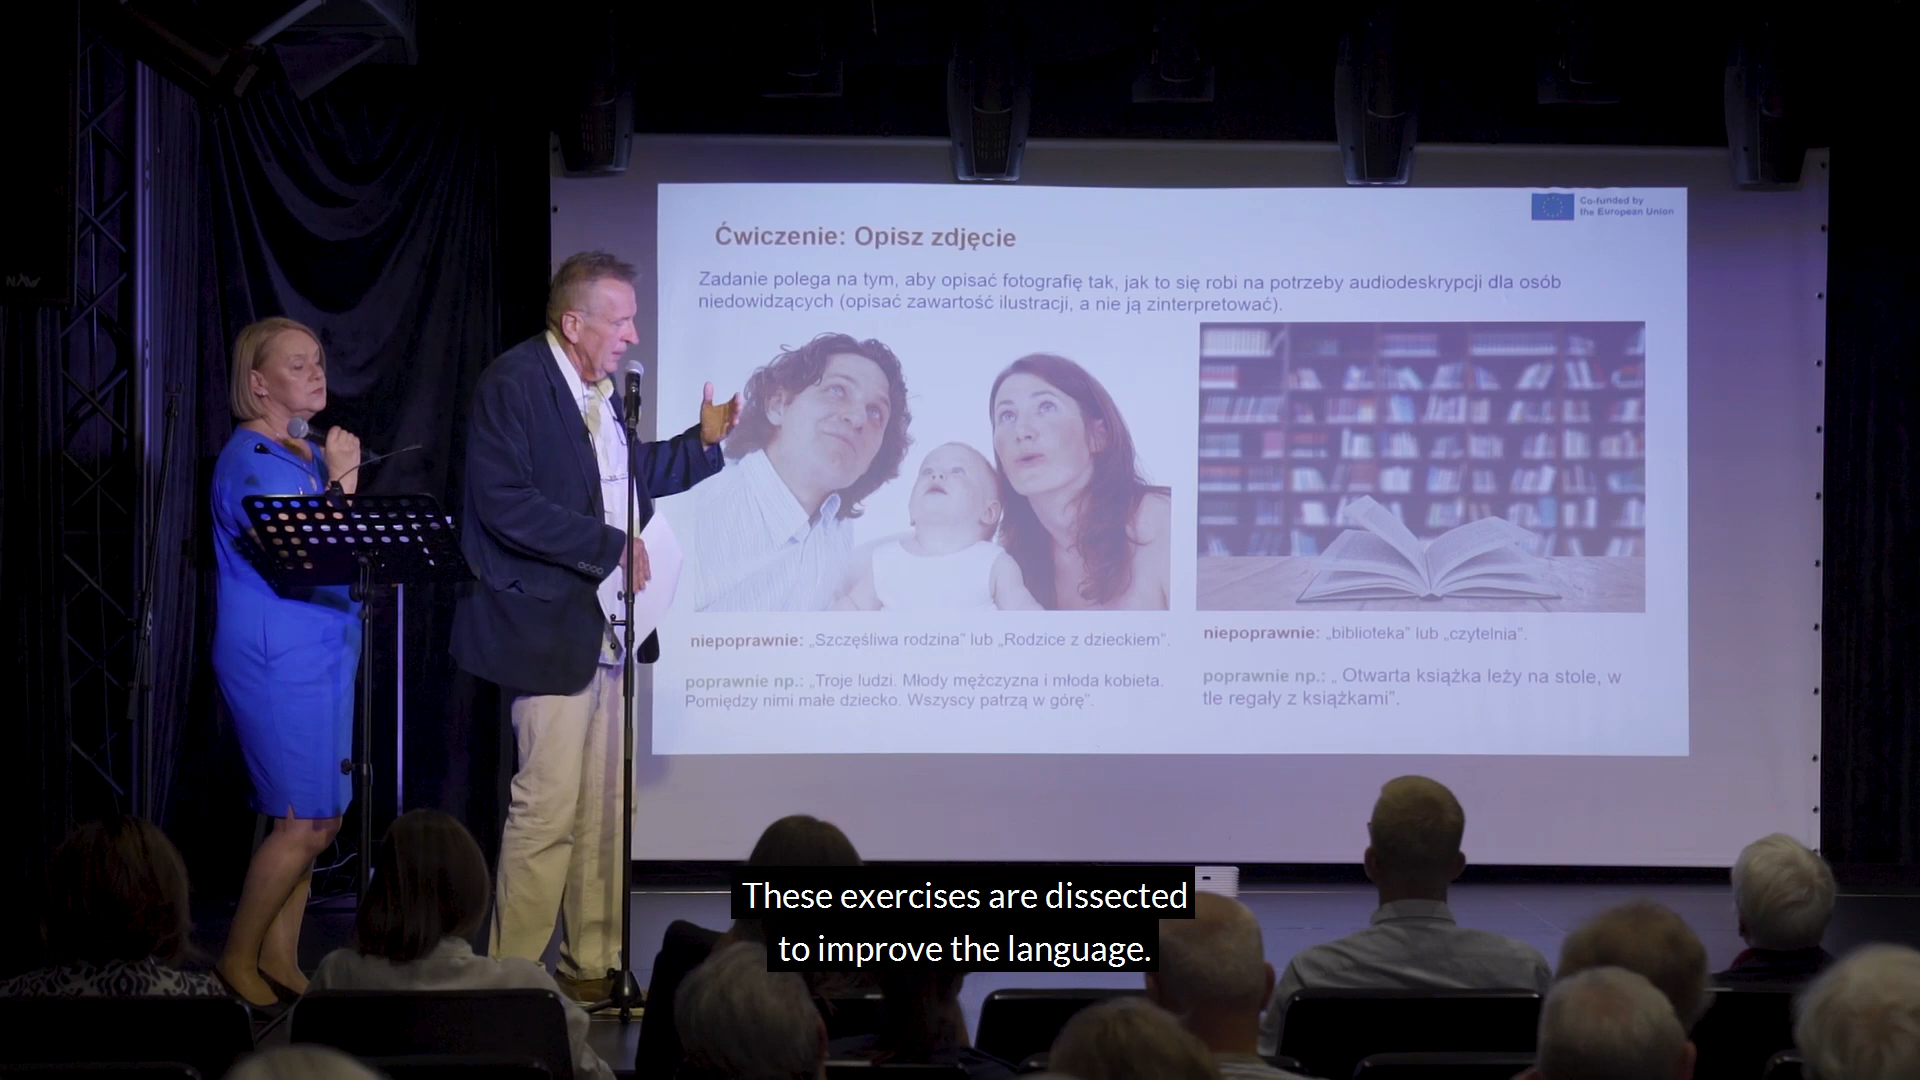 Co-funded by
the European Union
Ćwiczenie: Opisz zdjęcie
Zadanie polega na tym, aby opisać fotografię tak, jak to się robi na potrzeby audiodeskrypcji dla osób
niedowidzących (opisać zawartość ilustracji, a nie ją zinterpretować).
niepoprawnie: „Szczęśliwa rodzina” lub „Rodzice z dzieckiem”.
poprawnie np.: „Troje ludzi. Młody mężczyzna i młoda kobieta.
Pomiędzy nimi małe dziecko. Wszyscy patrzą w górę”.
niepoprawnie: „biblioteka” lub „czytelnia”.
poprawnie np.: „ Otwarta książka leży na stole, w
tle regały z książkami”.
These exercises are dissected
to improve the language.